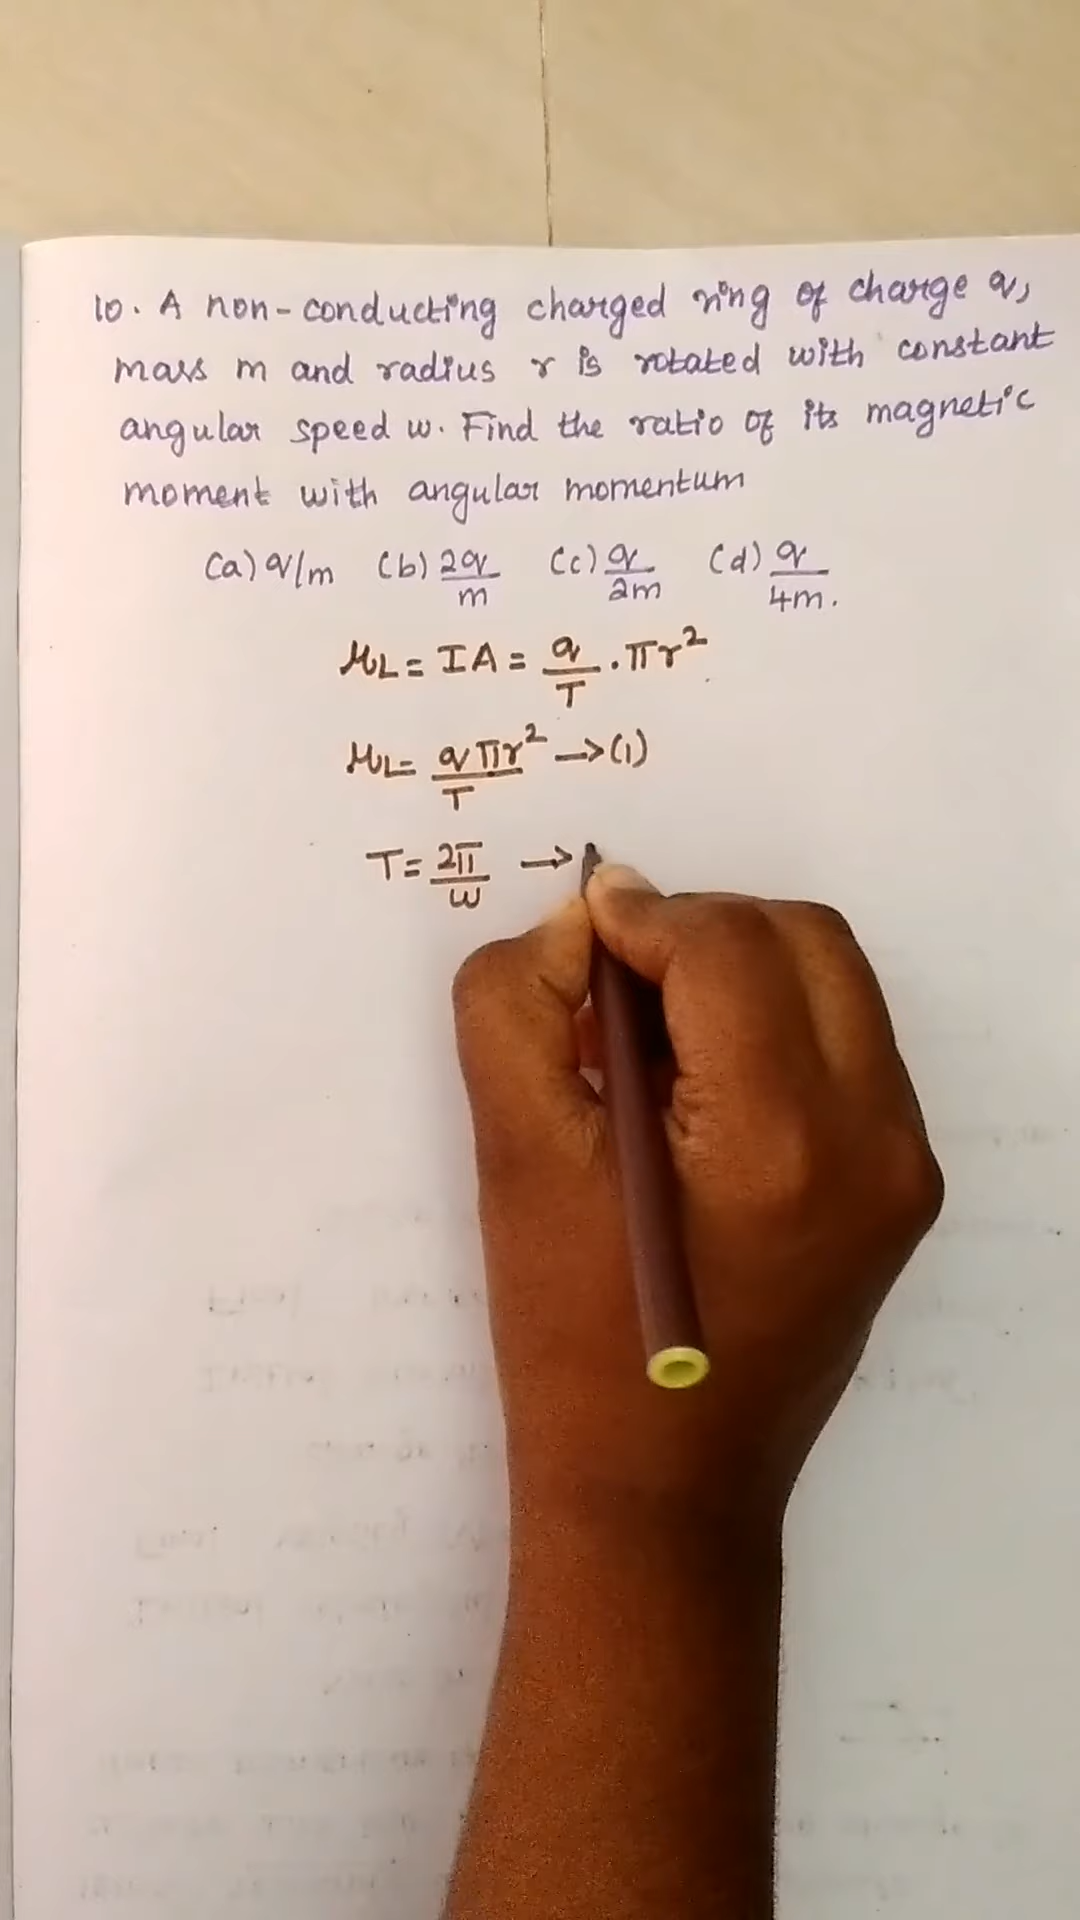 10. A non-conducting charged ring of charge q,
mass m and radius r is rotated with constant
angular speed w. Find the ratio of its magnetic
moment with angular momentum
(a) q/m (b) 2q/m (c) q/2m (d) q/4m.
μL = IA = q/T . πr²
μL = qπr²/T → (1)
T = 2π/ω →